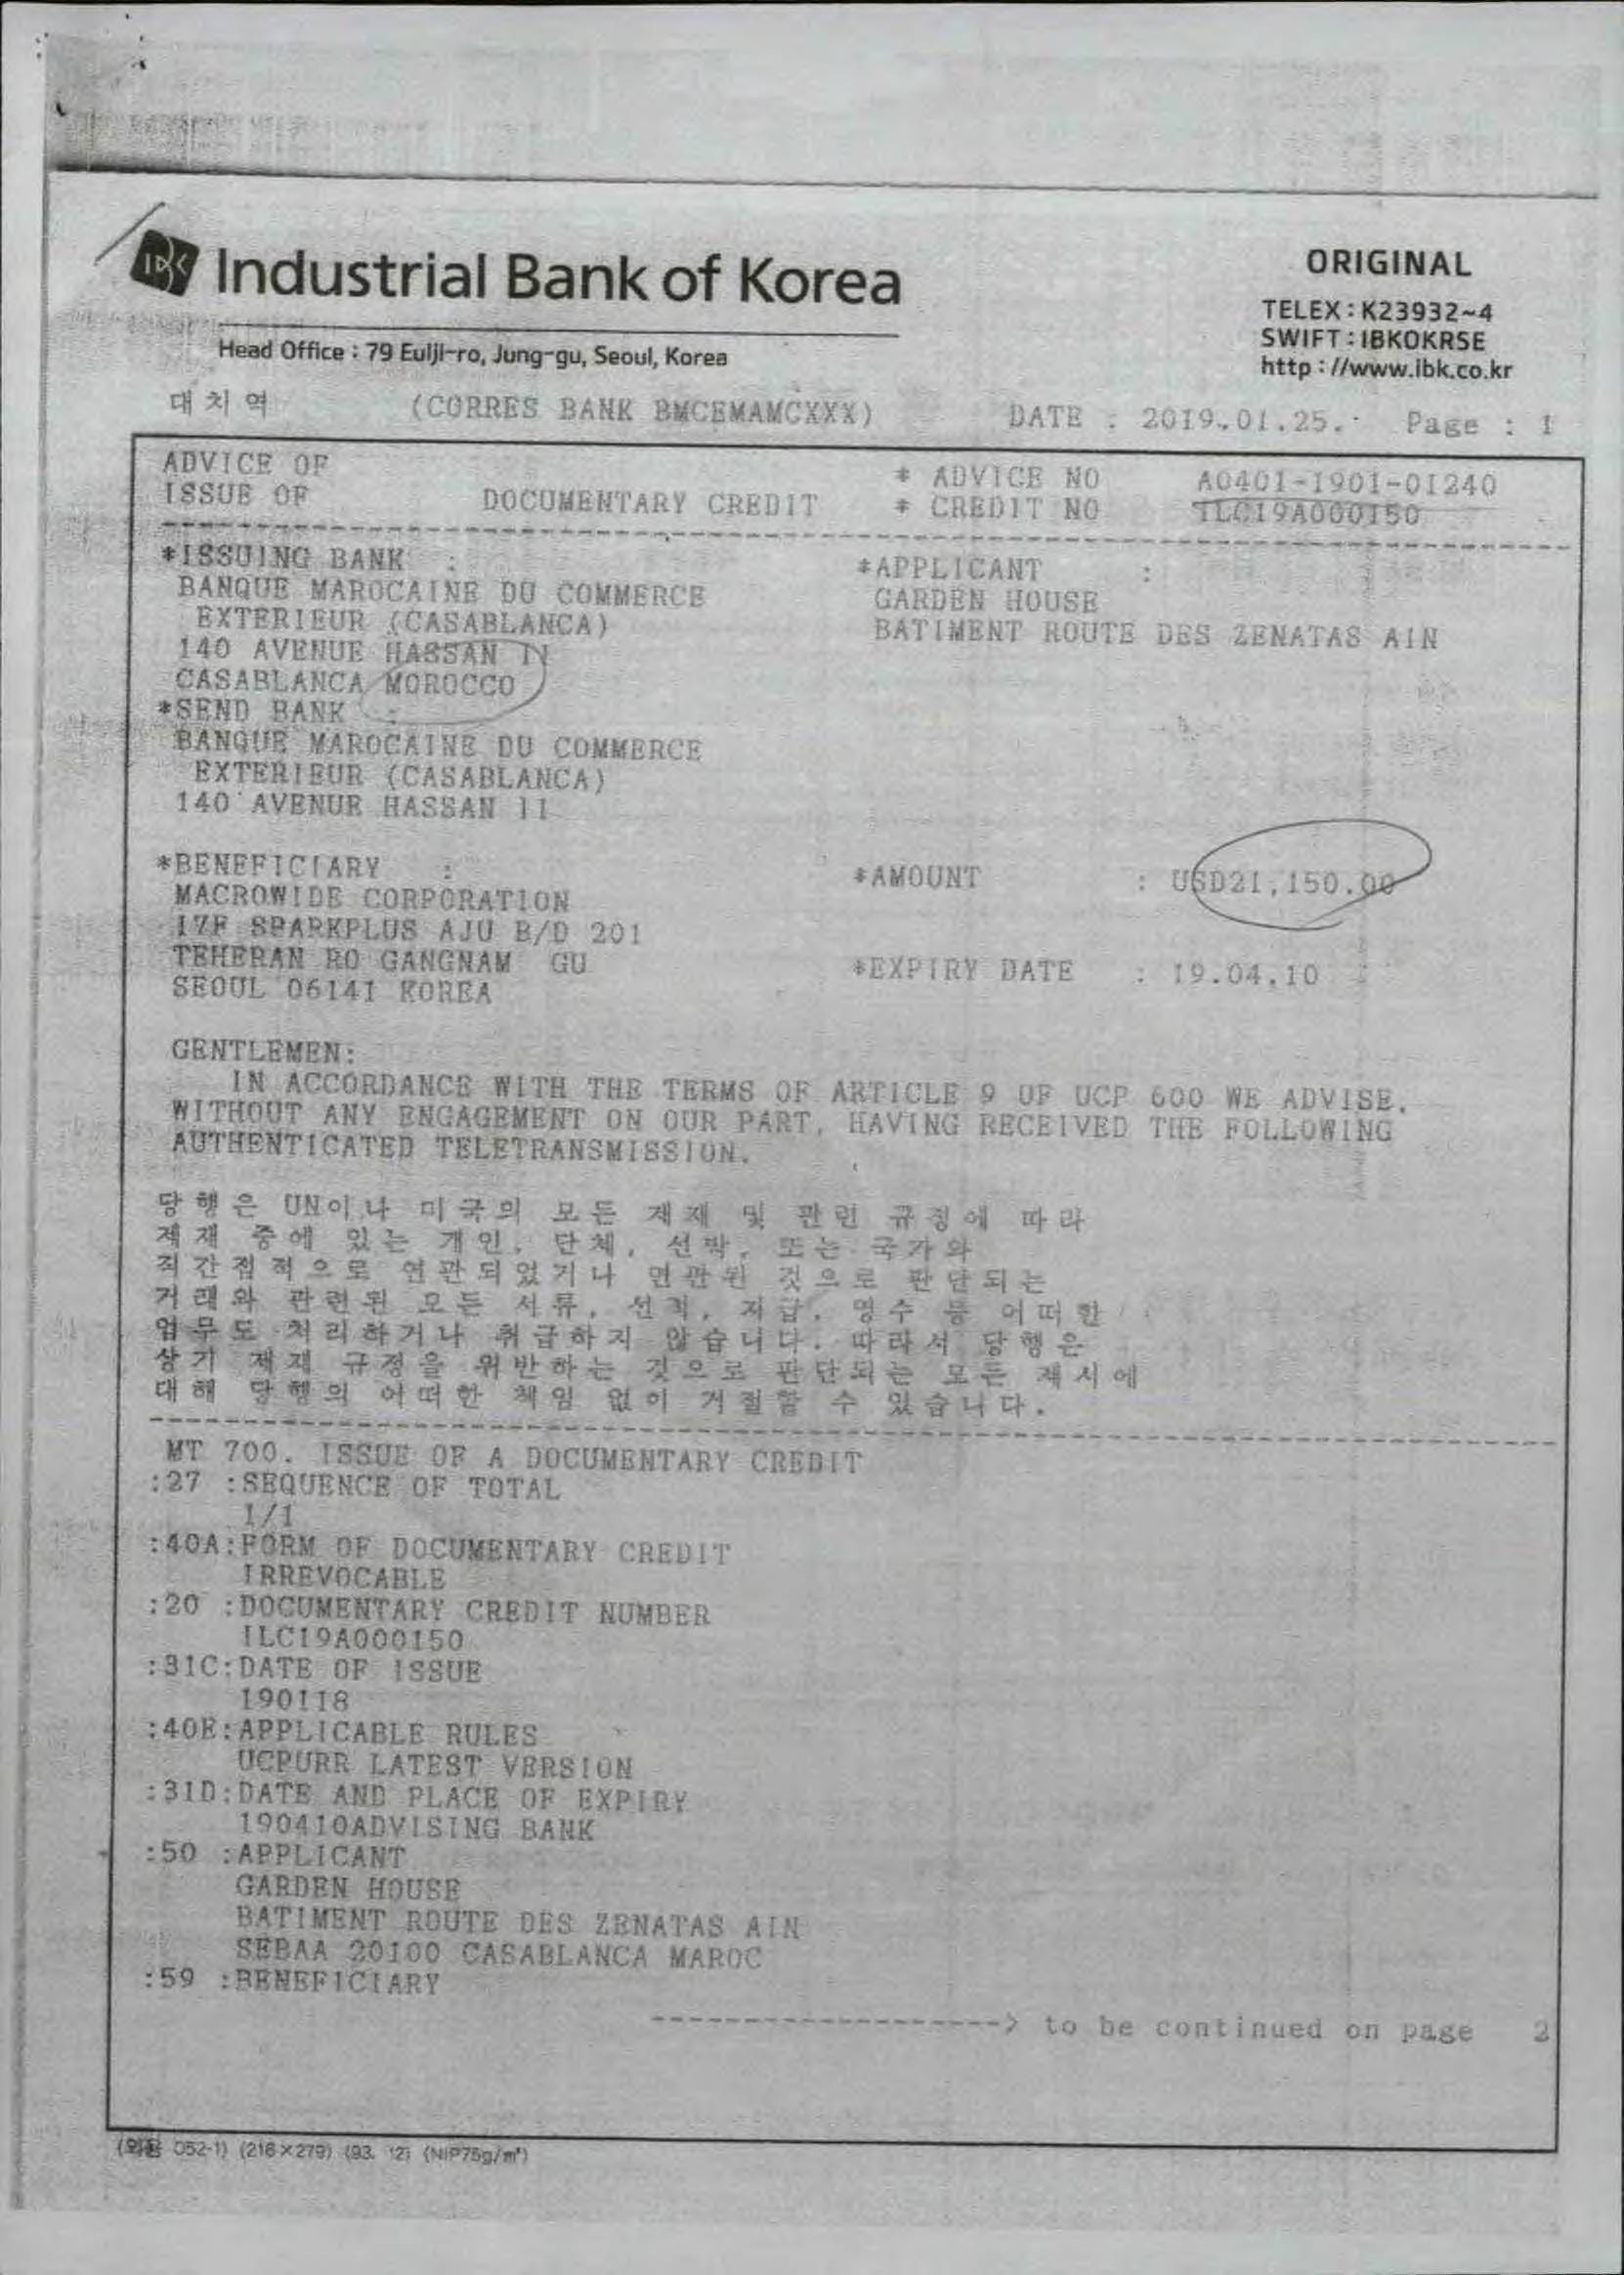 IBK Industrial Bank of Korea
ORIGINAL
TELEX : K23932~4
SWIFT : IBKOKRSE
http : //www.ibk.co.kr
Head Office : 79 Eulji-ro, Jung-gu, Seoul, Korea
대치역 (CORRES BANK BMCEMAMCXXX) DATE : 2019.01.25. Page : 1
ADVICE OF * ADVICE NO A0401-1901-01240
ISSUE OF DOCUMENTARY CREDIT * CREDIT NO ILC19A000150
*ISSUING BANK : *APPLICANT :
BANQUE MAROCAINE DU COMMERCE GARDEN HOUSE
EXTERIEUR (CASABLANCA) BATIMENT ROUTE DES ZENATAS AIN
140 AVENUE HASSAN II
CASABLANCA MOROCCO
*SEND BANK :
BANQUE MAROCAINE DU COMMERCE
EXTERIEUR (CASABLANCA)
140 AVENUE HASSAN II
*BENEFICIARY : *AMOUNT : USD21,150.00
MACROWIDE CORPORATION
17F SPARKPLUS AJU B/D 201
TEHERAN RO GANGNAM GU *EXPIRY DATE : 19.04.10
SEOUL 06141 KOREA
GENTLEMEN:
IN ACCORDANCE WITH THE TERMS OF ARTICLE 9 OF UCP 600 WE ADVISE,
WITHOUT ANY ENGAGEMENT ON OUR PART, HAVING RECEIVED THE FOLLOWING
AUTHENTICATED TELETRANSMISSION.
당행은 UN이나 미국의 모든 제재 및 관련 규정에 따라
제재 중에 있는 개인, 단체, 선박, 또는 국가와
직간접적으로 연관되었거나 연관된 것으로 판단되는
거래와 관련된 모든 서류, 선적, 지급, 영수 등 어떠한
업무도 처리하거나 취급하지 않습니다. 따라서 당행은
상기 제재 규정을 위반하는 것으로 판단되는 모든 제시에
대해 당행의 어떠한 책임 없이 거절할 수 있습니다.
MT 700. ISSUE OF A DOCUMENTARY CREDIT
:27 :SEQUENCE OF TOTAL
1/1
:40A:FORM OF DOCUMENTARY CREDIT
IRREVOCABLE
:20 :DOCUMENTARY CREDIT NUMBER
ILC19A000150
:31C:DATE OF ISSUE
190118
:40E:APPLICABLE RULES
UCPURR LATEST VERSION
:31D:DATE AND PLACE OF EXPIRY
190410ADVISING BANK
:50 :APPLICANT
GARDEN HOUSE
BATIMENT ROUTE DES ZENATAS AIN
SEBAA 20100 CASABLANCA MAROC
:59 :BENEFICIARY
-------------------> to be continued on page 2
052-1) (216×279) (93. 12) (NIP75g/㎡)